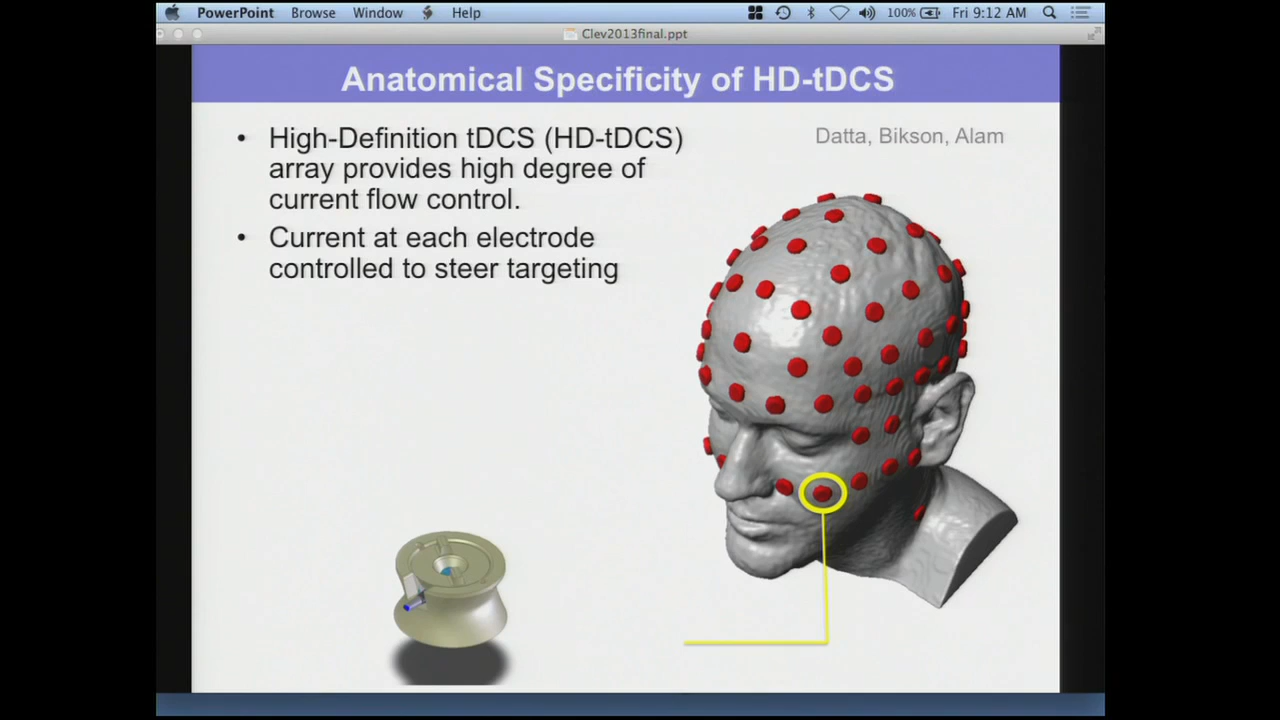 PowerPoint Browse Window Help 100% Fri 9:12 AM
Clev2013final.ppt
Anatomical Specificity of HD-tDCS
• High-Definition tDCS (HD-tDCS)
array provides high degree of
current flow control.
• Current at each electrode
controlled to steer targeting
Datta, Bikson, Alam